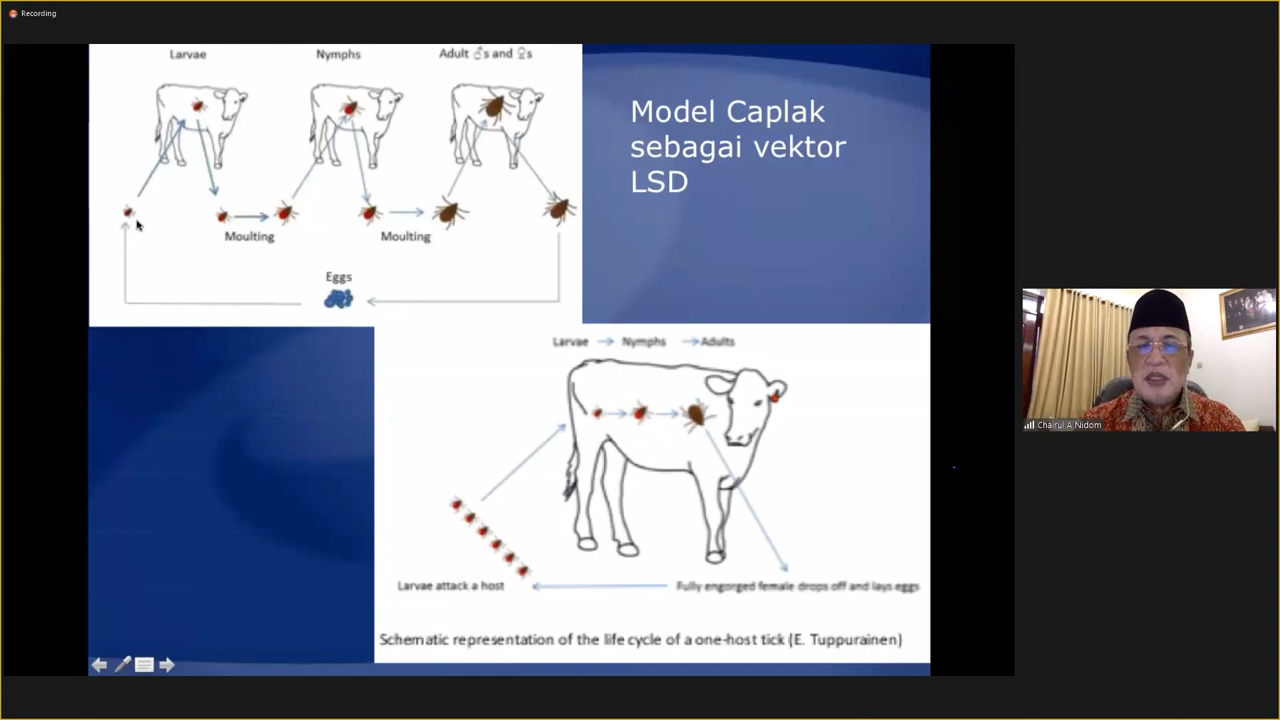 Recording
Larvae
Nymphs
Adult ♂s and ♀s
Moulting
Moulting
Eggs
Model Caplak
sebagai vektor
LSD
Larvae
Nymphs
Adults
Larvae attack a host
Fully engorged female drops off and lays eggs
Schematic representation of the life cycle of a one-host tick (E. Tuppurainen)
Chairul A Nidom